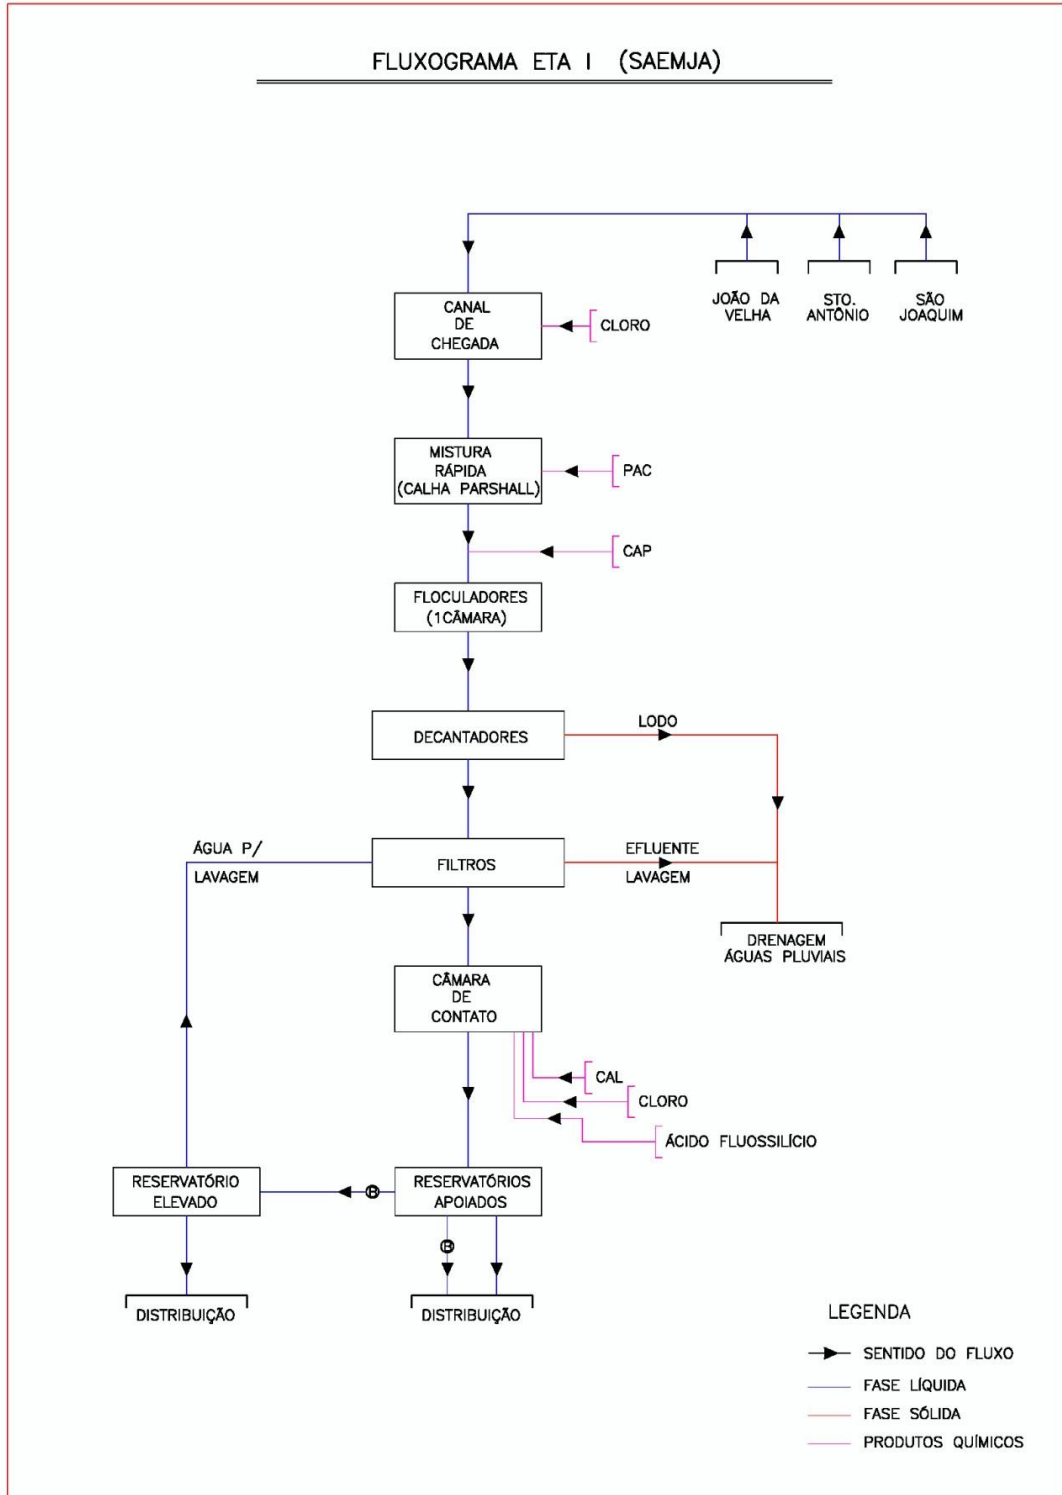 FLUXOGRAMA ETA I (SAEMJA)
JOÃO DA
VELHA
STO.
ANTÔNIO
SÃO
JOAQUIM
CANAL
DE
CHEGADA
CLORO
MISTURA
RÁPIDA
(CALHA PARSHALL)
PAC
CAP
FLOCULADORES
(1CÂMARA)
DECANTADORES
LODO
ÁGUA P/
LAVAGEM
FILTROS
EFLUENTE
LAVAGEM
DRENAGEM
ÁGUAS PLUVIAIS
CÂMARA
DE
CONTATO
CAL
CLORO
ÁCIDO FLUOSSILÍCIO
RESERVATÓRIO
ELEVADO
B
RESERVATÓRIOS
APOIADOS
B
DISTRIBUIÇÃO
DISTRIBUIÇÃO
LEGENDA
SENTIDO DO FLUXO
FASE LÍQUIDA
FASE SÓLIDA
PRODUTOS QUÍMICOS